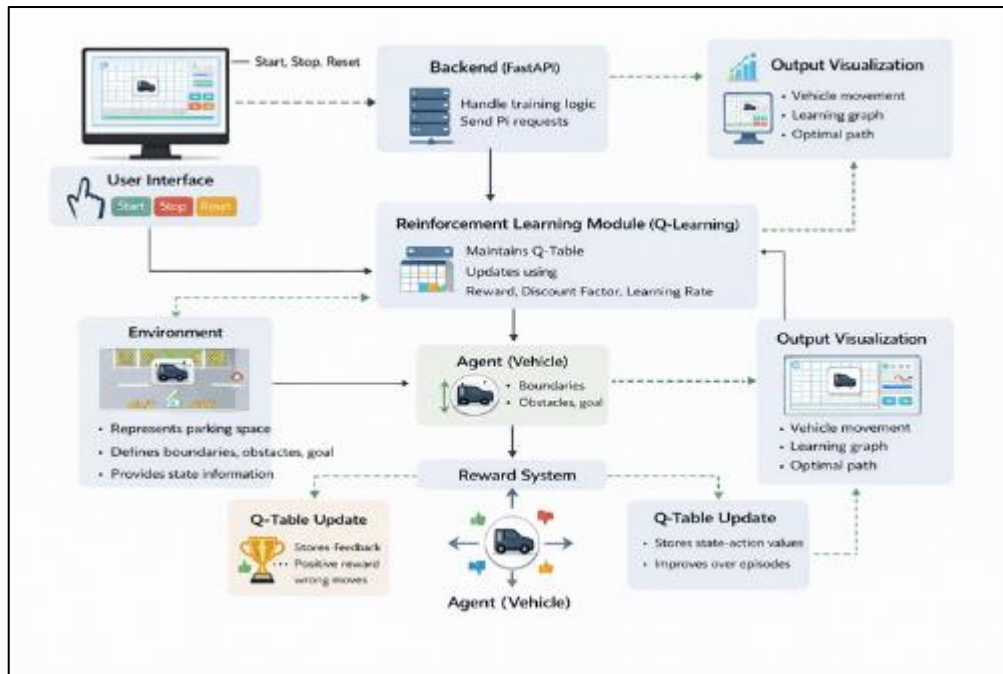 Start, Stop, Reset
Backend (FastAPI)
Handle training logic
Send Pi requests
Output Visualization
• Vehicle movement
• Learning graph
• Optimal path
User Interface
Start Stop Reset
Reinforcement Learning Module (Q-Learning)
Maintains Q-Table
Updates using
Reward, Discount Factor, Learning Rate
Environment
• Represents parking space
• Defines boundaries, obstactes, goal
• Provides state information
Agent (Vehicle)
• Boundaries
• Obstacles, goal
Output Visualization
• Vehicle movement
• Learning graph
• Optimal path
Reward System
Q-Table Update
• Stores feedback
• Positive reward
wrong moves
Agent (Vehicle)
Q-Table Update
• Stores state-action values
• Improves over episodes